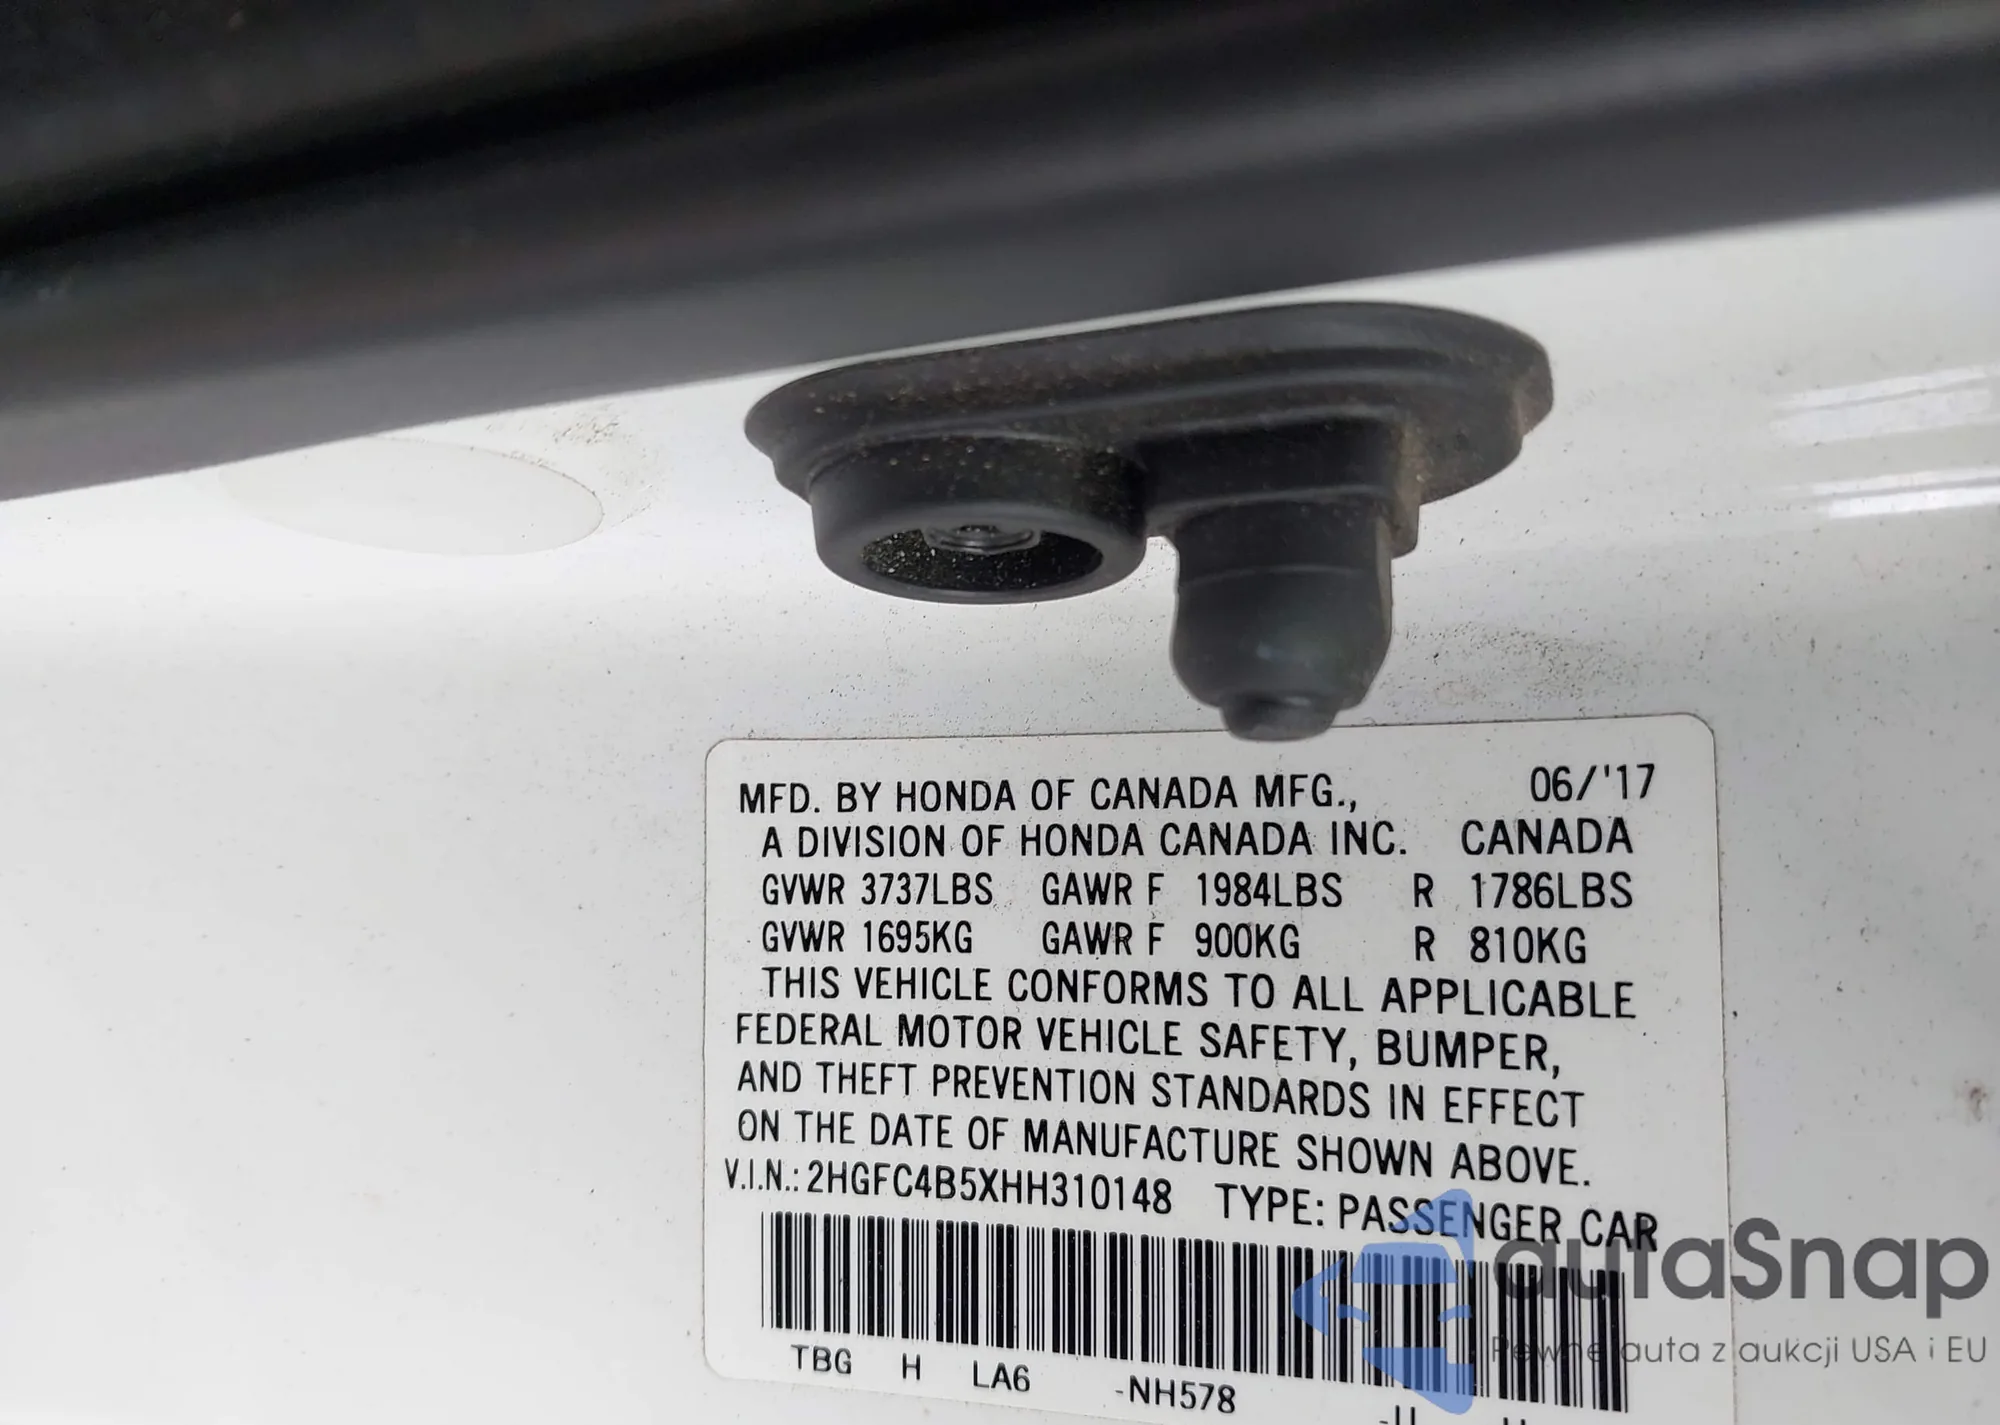 MFD. BY HONDA OF CANADA MFG., 06/'17
A DIVISION OF HONDA CANADA INC. CANADA
GVWR 3737LBS GAWR F 1984LBS R 1786LBS
GVWR 1695KG GAWR F 900KG R 810KG
THIS VEHICLE CONFORMS TO ALL APPLICABLE
FEDERAL MOTOR VEHICLE SAFETY, BUMPER,
AND THEFT PREVENTION STANDARDS IN EFFECT
ON THE DATE OF MANUFACTURE SHOWN ABOVE.
V.I.N.: 2HGFC4B5XHH310148 TYPE: PASSENGER CAR
TBG H LA6 -NH578
autaSnap
Pewne auta z aukcji USA i EU